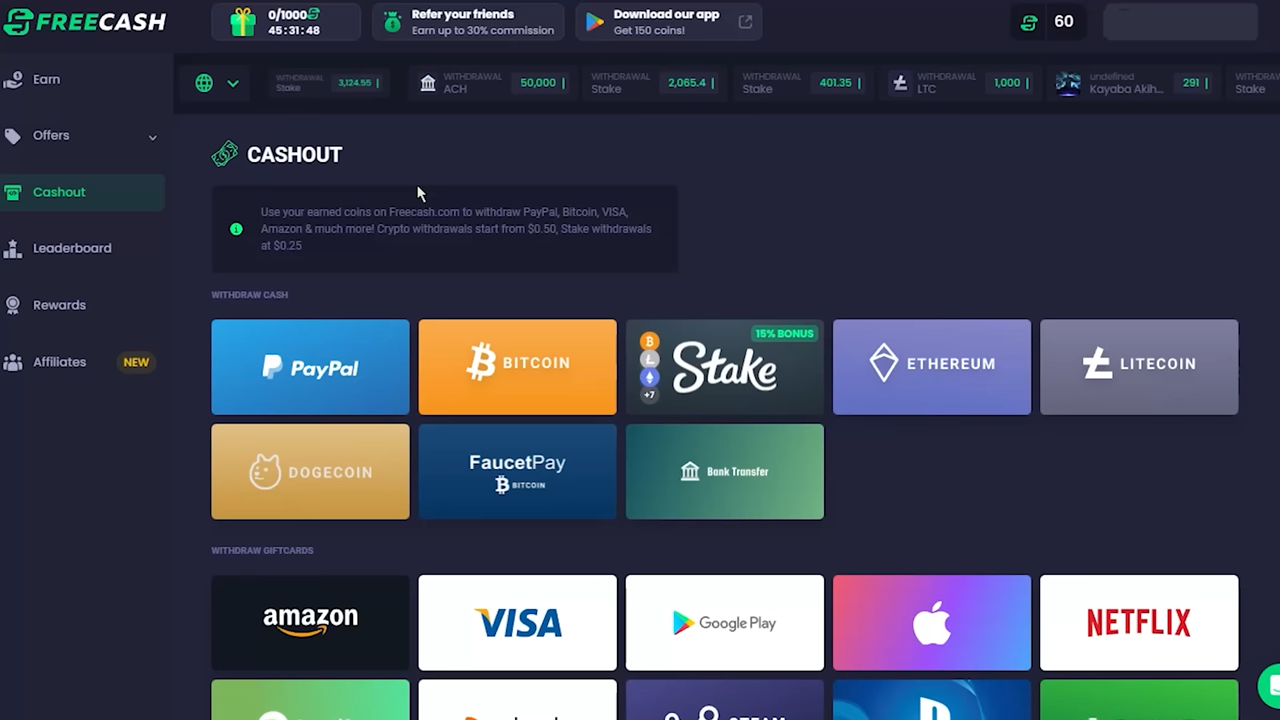 FREECASH
0/1000
45:31:48
Refer your friends
Earn up to 30% commission
Download our app
Get 150 coins!
60
Earn
Offers
Cashout
Leaderboard
Rewards
Affiliates
NEW
WITHDRAWAL
Stake
3,124.55
WITHDRAWAL
ACH
50,000
WITHDRAWAL
Stake
2,065.4
WITHDRAWAL
Stake
401.35
WITHDRAWAL
LTC
1,000
undefined
Kayaba Akih...
291
Stake
CASHOUT
Use your earned coins on Freecash.com to withdraw PayPal, Bitcoin, VISA,
Amazon & much more! Crypto withdrawals start from $0.50, Stake withdrawals
at $0.25
WITHDRAW CASH
PayPal
BITCOIN
15% BONUS
Stake
+7
ETHEREUM
LITECOIN
DOGECOIN
FaucetPay
BITCOIN
Bank Transfer
WITHDRAW GIFTCARDS
amazon
VISA
Google Play
NETFLIX
STEAM